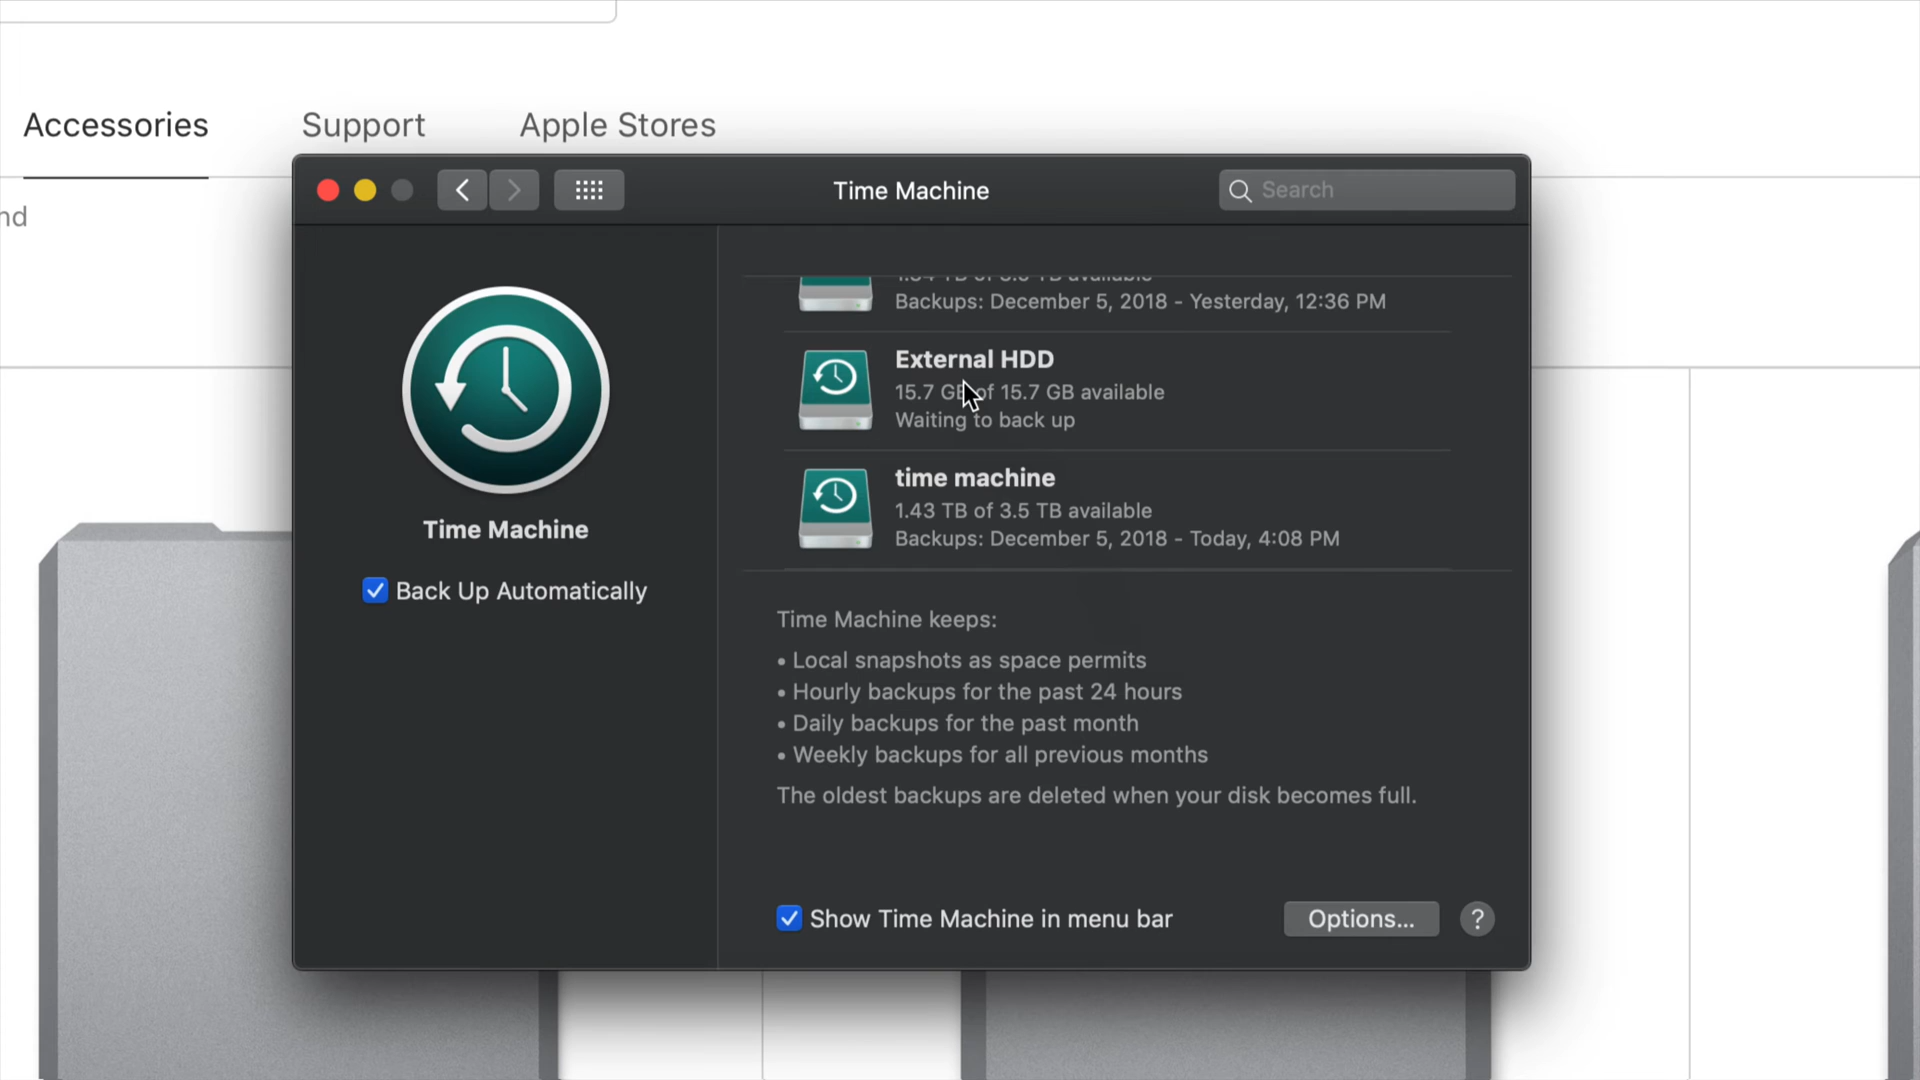 Accessories
Support
Apple Stores
nd
Time Machine
Search
Backups: December 5, 2018 - Yesterday, 12:36 PM
External HDD
15.7 GB of 15.7 GB available
Waiting to back up
time machine
1.43 TB of 3.5 TB available
Backups: December 5, 2018 - Today, 4:08 PM
Time Machine
Back Up Automatically
Time Machine keeps:
• Local snapshots as space permits
• Hourly backups for the past 24 hours
• Daily backups for the past month
• Weekly backups for all previous months
The oldest backups are deleted when your disk becomes full.
Show Time Machine in menu bar
Options...
?